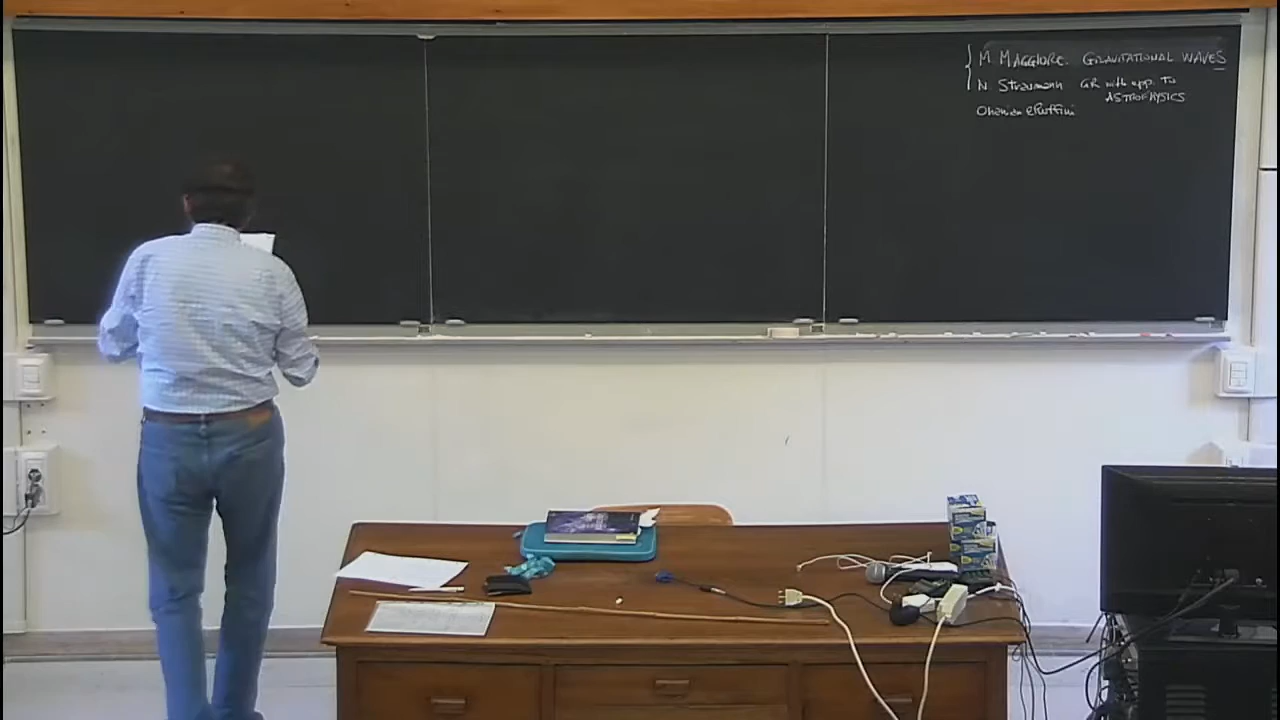 M MAGGIORE. GRAVITATIONAL WAVES
N Straumann GR with app. To
ASTROPHYSICS
Ohanian & Ruffini